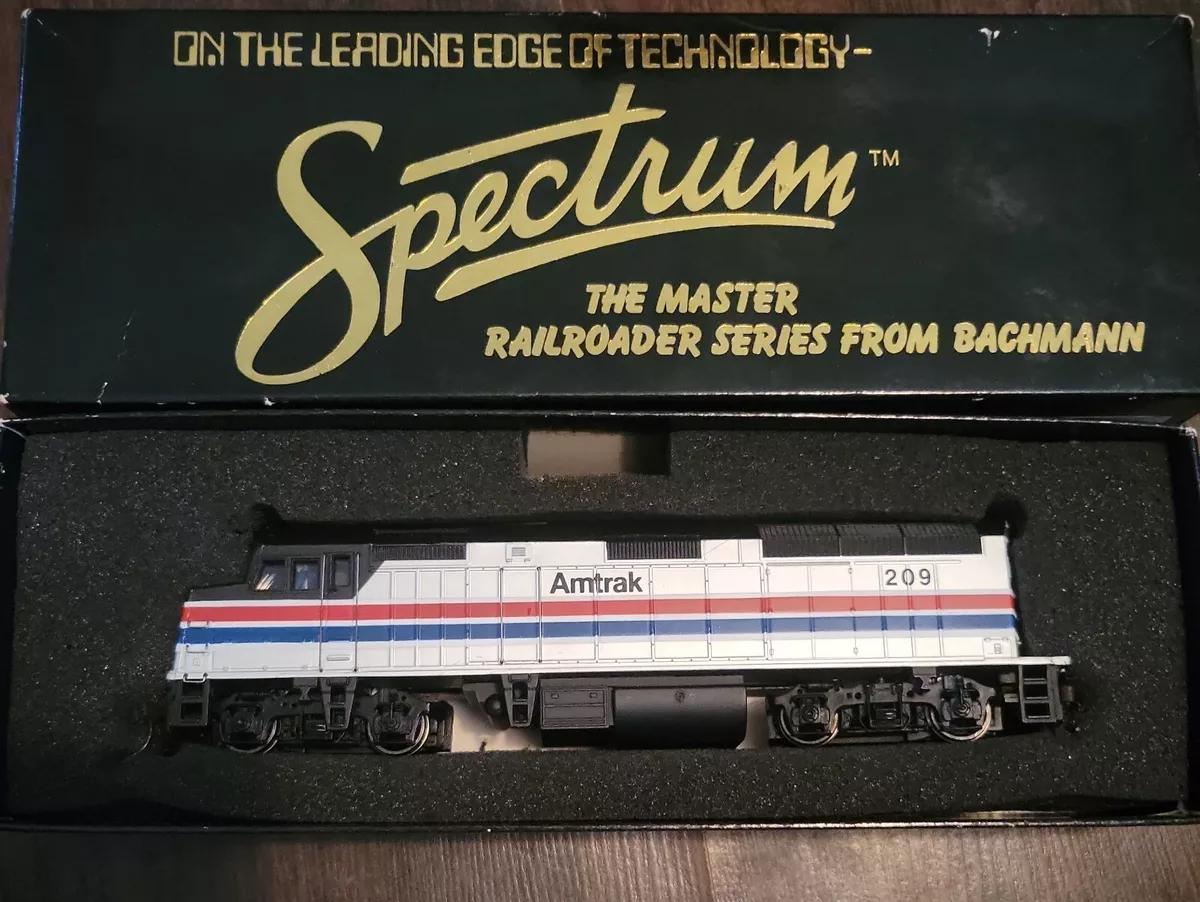 ON THE LEADING EDGE OF TECHNOLOGY-
Spectrum™
THE MASTER
RAILROADER SERIES FROM BACHMANN
Amtrak
209